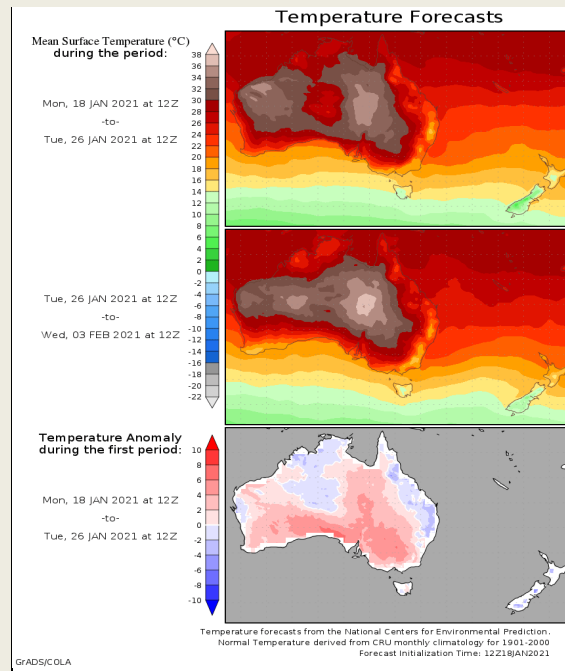 Temperature Forecasts
Mean Surface Temperature (°C)
during the period:
Mon, 18 JAN 2021 at 12Z
-to-
Tue, 26 JAN 2021 at 12Z
38
36
34
32
30
28
26
24
22
20
18
16
14
12
10
8
6
4
2
0
-2
-4
-6
-8
-10
-12
-14
-16
-18
-20
-22
Tue, 26 JAN 2021 at 12Z
-to-
Wed, 03 FEB 2021 at 12Z
Temperature Anomaly
during the first period:
Mon, 18 JAN 2021 at 12Z
-to-
Tue, 26 JAN 2021 at 12Z
10
8
6
4
2
0
-2
-4
-6
-8
-10
Temperature forecasts from the National Centers for Environmental Prediction.
Normal Temperature derived from CRU monthly climatology for 1901-2000
Forecast Initialization Time: 12Z18JAN2021
GrADS/COLA